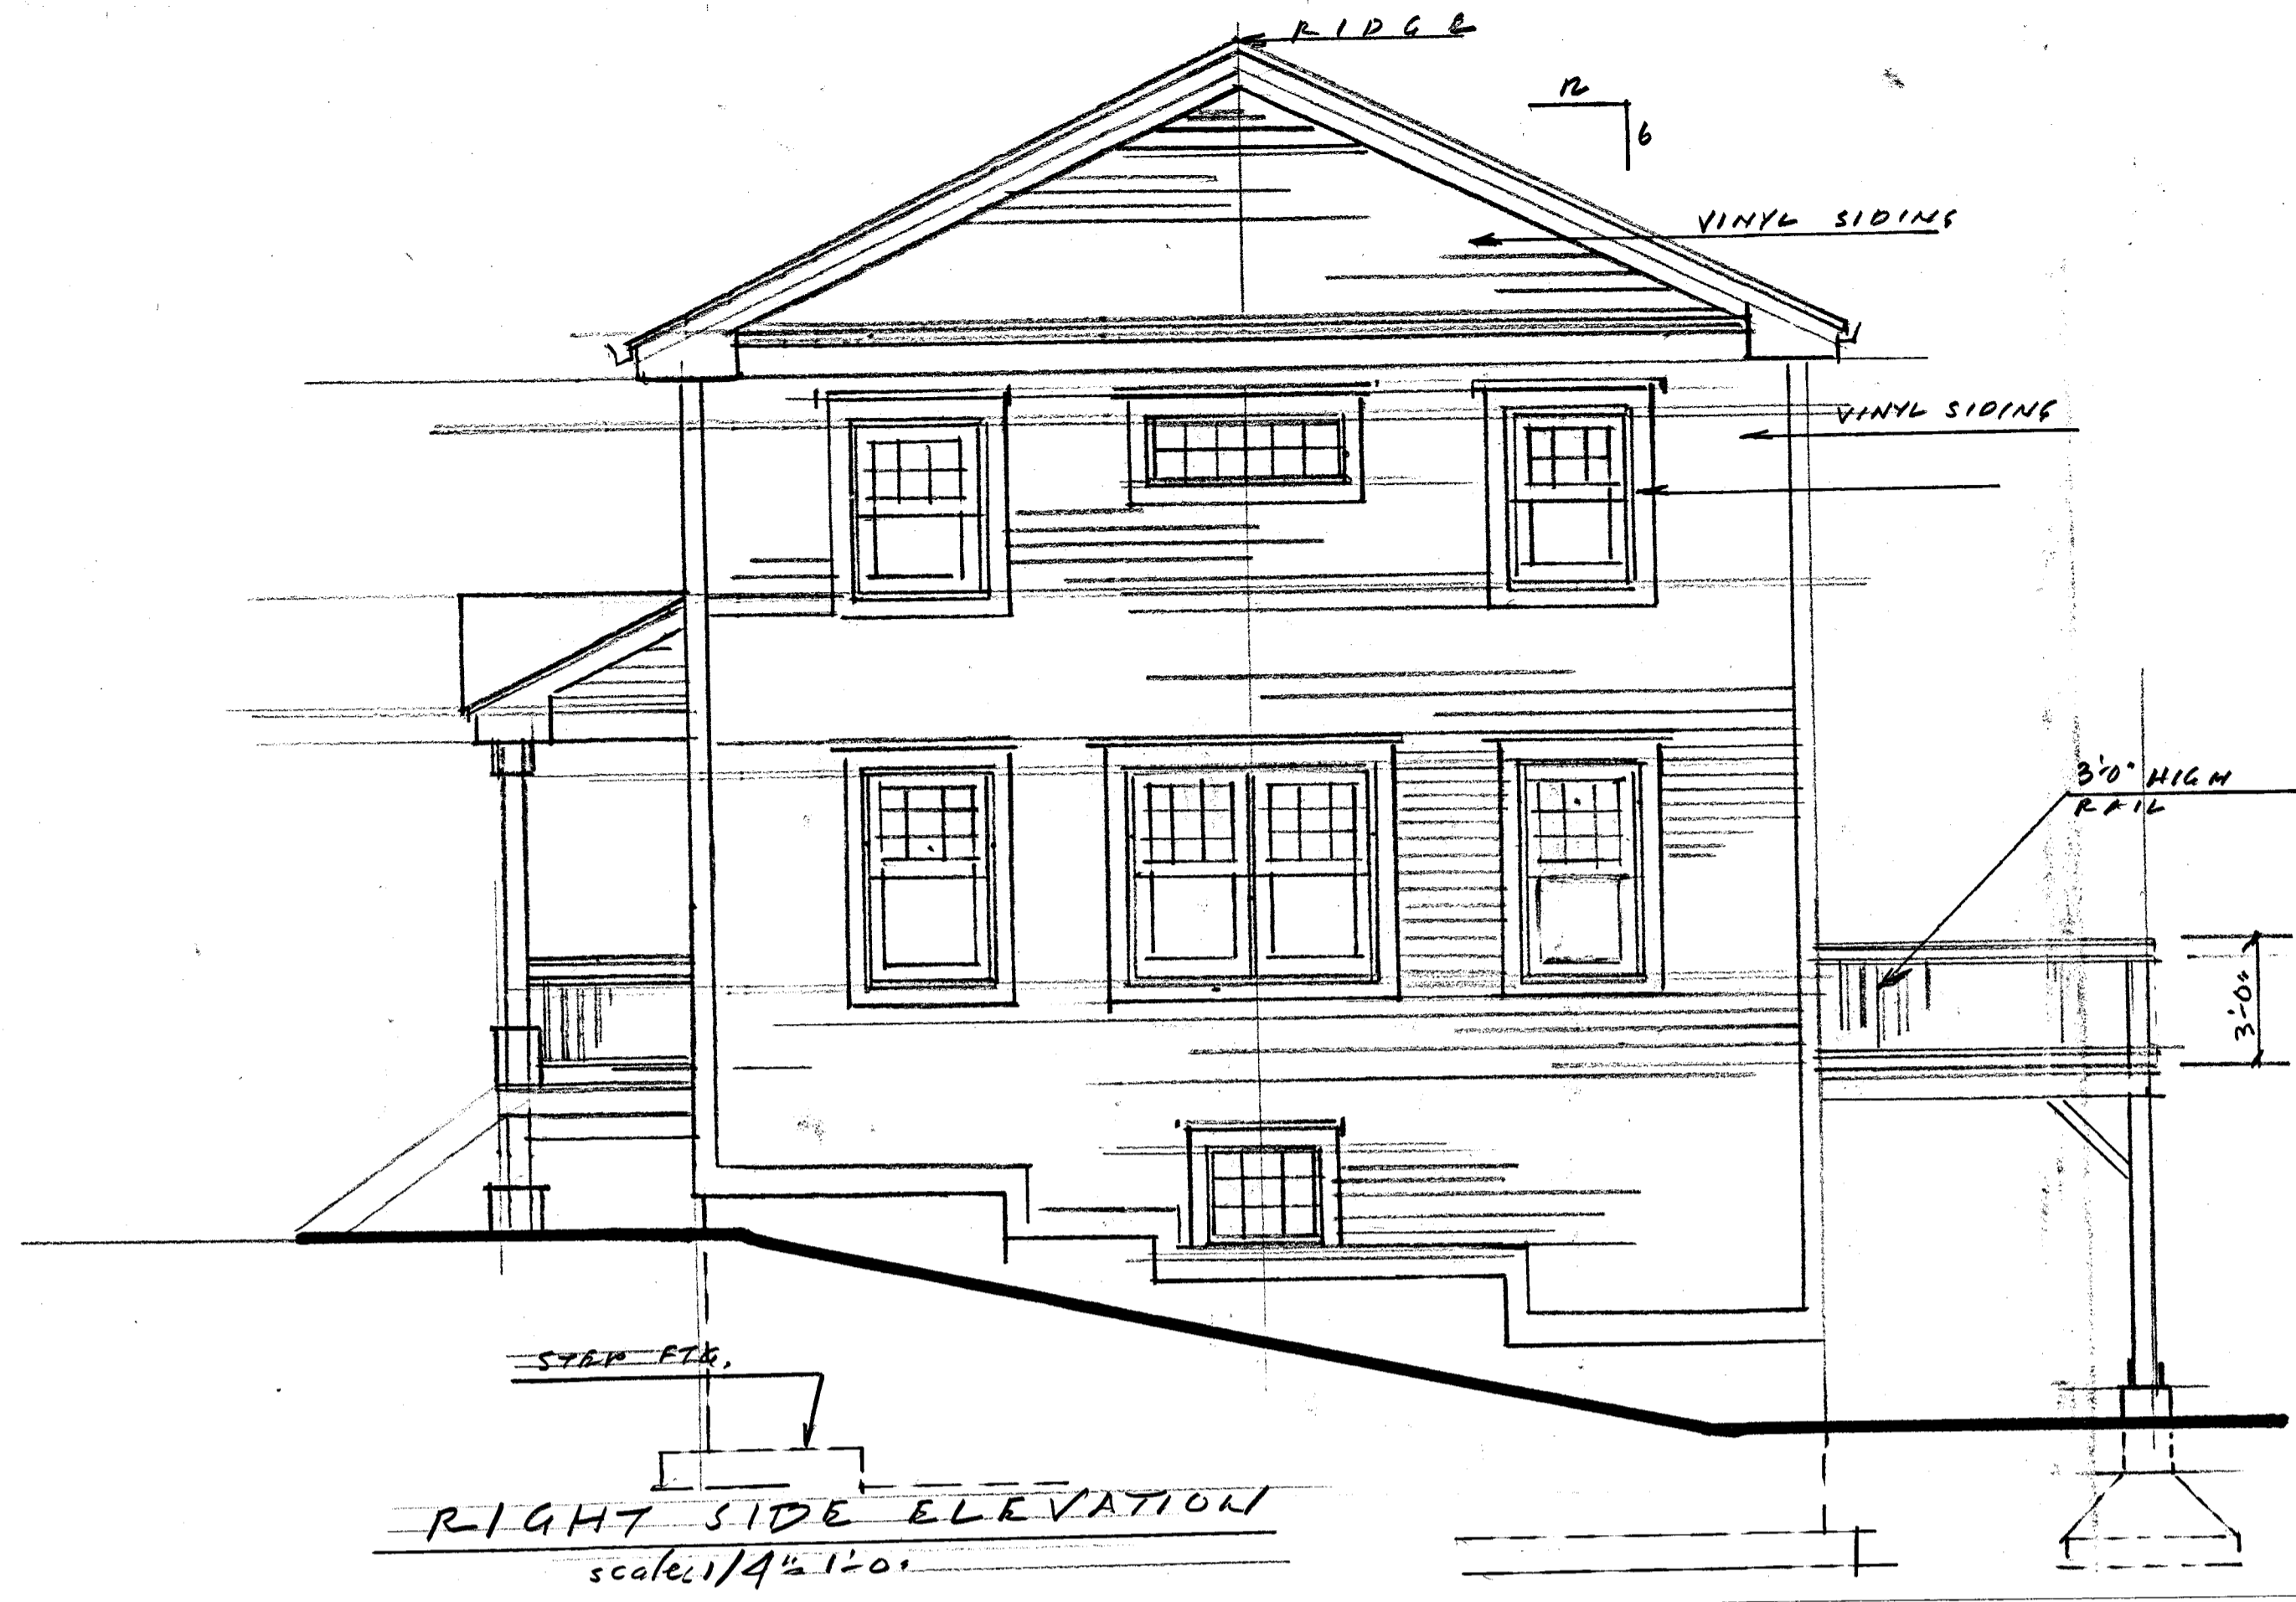 RIDGE
12
6
VINYL SIDING
VINYL SIDING
3'-0" HIGH
RAIL
3'-0"
STEP FTG.
RIGHT SIDE ELEVATION
scale: 1/4" = 1'-0"